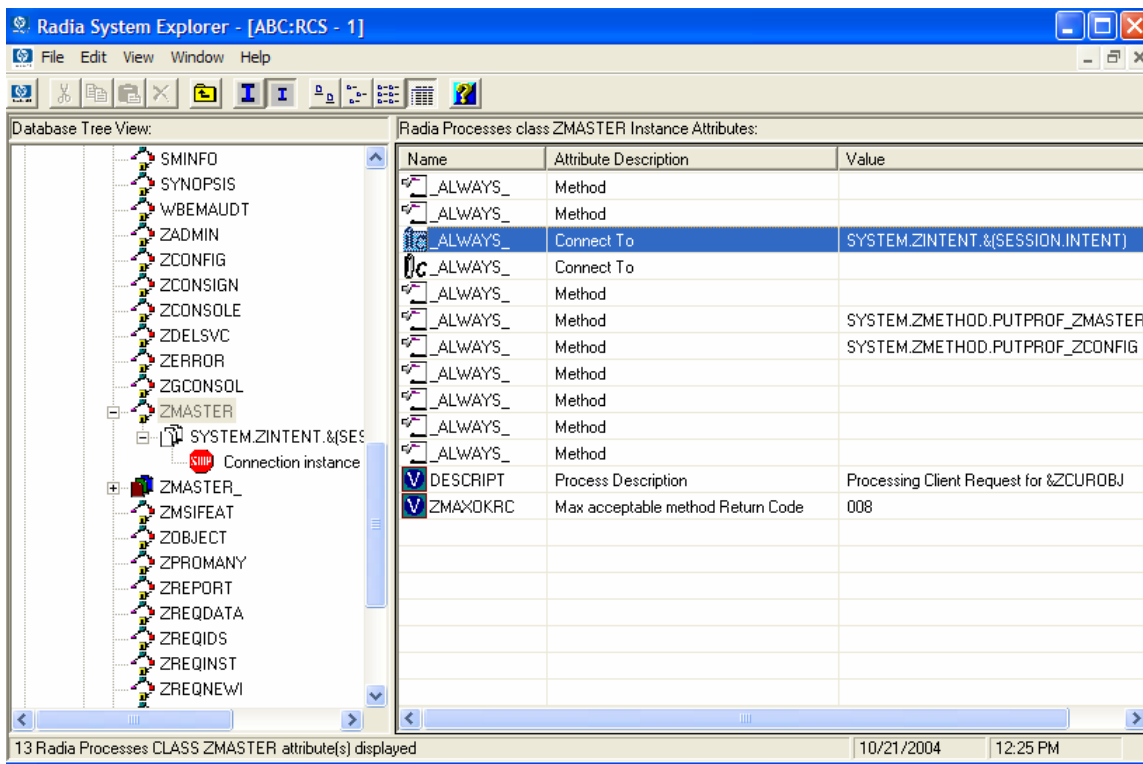 Radia System Explorer - [ABC:RCS - 1]
File Edit View Window Help
Database Tree View:
Radia Processes class ZMASTER Instance Attributes:
SMINFO
SYNOPSIS
WBEMAUDT
ZADMIN
ZCONFIG
ZCONSIGN
ZCONSOLE
ZDELSVC
ZERROR
ZGCONSOL
ZMASTER
SYSTEM.ZINTENT.&(SES
STOP Connection instance
ZMASTER_
ZMSIFEAT
ZOBJECT
ZPROMANY
ZREPORT
ZREQDATA
ZREQIDS
ZREQINST
ZREQNEWI
Name Attribute Description Value
_ALWAYS_ Method
_ALWAYS_ Method
_ALWAYS_ Connect To SYSTEM.ZINTENT.&(SESSION.INTENT)
_ALWAYS_ Connect To
_ALWAYS_ Method
_ALWAYS_ Method SYSTEM.ZMETHOD.PUTPROF_ZMASTER
_ALWAYS_ Method SYSTEM.ZMETHOD.PUTPROF_ZCONFIG
_ALWAYS_ Method
_ALWAYS_ Method
_ALWAYS_ Method
_ALWAYS_ Method
V DESCRIPT Process Description Processing Client Request for &ZCUROBJ
V ZMAXOKRC Max acceptable method Return Code 008
13 Radia Processes CLASS ZMASTER attribute(s) displayed
10/21/2004 12:25 PM